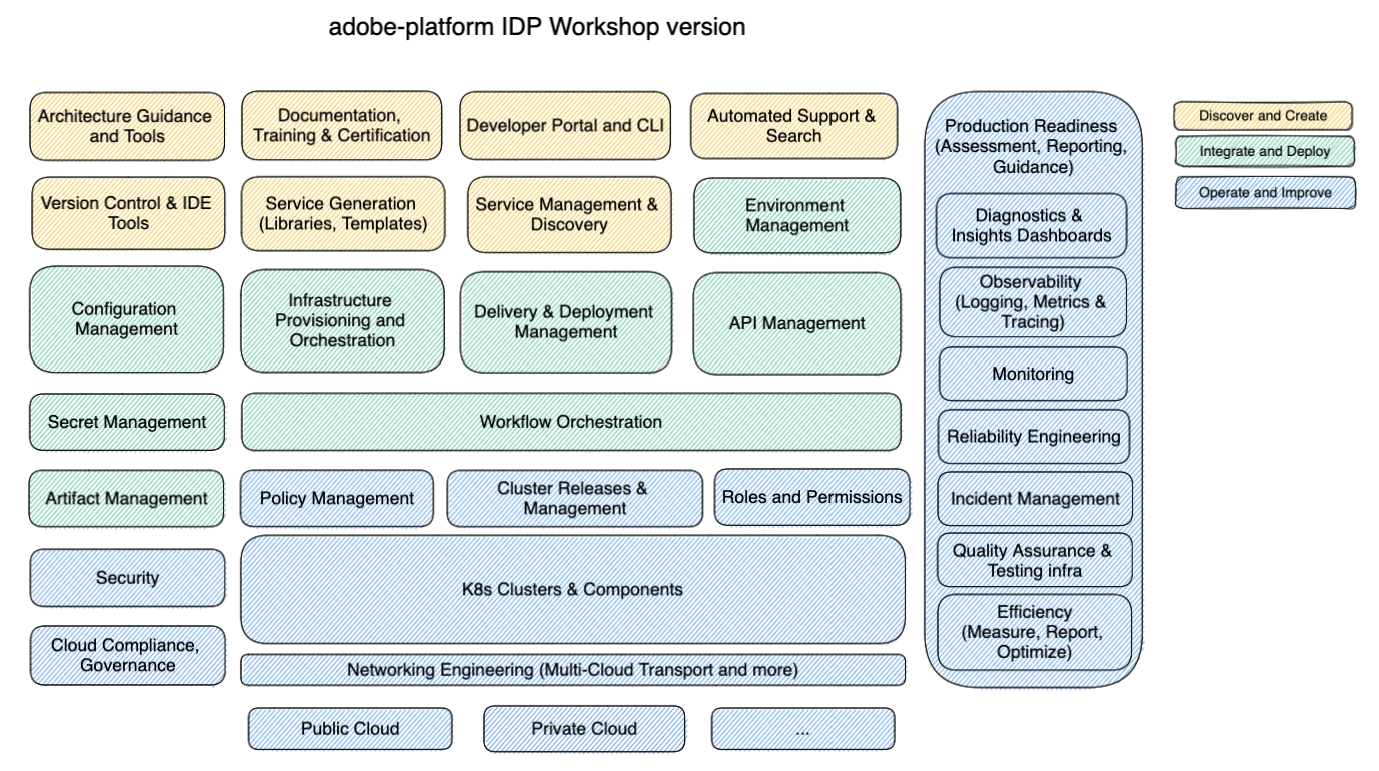 adobe-platform IDP Workshop version
Architecture Guidance
and Tools
Documentation,
Training & Certification
Developer Portal and CLI
Automated Support &
Search
Version Control & IDE
Tools
Service Generation
(Libraries, Templates)
Service Management &
Discovery
Environment
Management
Configuration
Management
Infrastructure
Provisioning and
Orchestration
Delivery & Deployment
Management
API Management
Secret Management
Workflow Orchestration
Artifact Management
Policy Management
Cluster Releases &
Management
Roles and Permissions
Security
K8s Clusters & Components
Cloud Compliance,
Governance
Networking Engineering (Multi-Cloud Transport and more)
Public Cloud
Private Cloud
...
Production Readiness
(Assessment, Reporting,
Guidance)
Diagnostics &
Insights Dashboards
Observability
(Logging, Metrics &
Tracing)
Monitoring
Reliability Engineering
Incident Management
Quality Assurance &
Testing infra
Efficiency
(Measure, Report,
Optimize)
Discover and Create
Integrate and Deploy
Operate and Improve